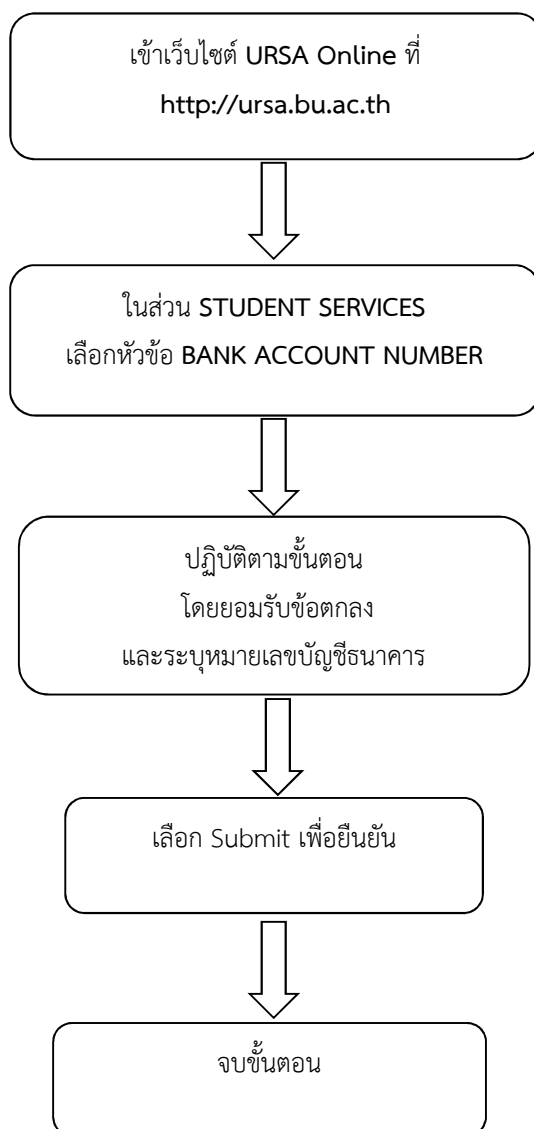 เข้าเว็บไซต์ URSA Online ที่
http://ursa.bu.ac.th
ในส่วน STUDENT SERVICES
เลือกหัวข้อ BANK ACCOUNT NUMBER
ปฏิบัติตามขั้นตอน
โดยยอมรับข้อตกลง
และระบุหมายเลขบัญชีธนาคาร
เลือก Submit เพื่อยืนยัน
จบขั้นตอน